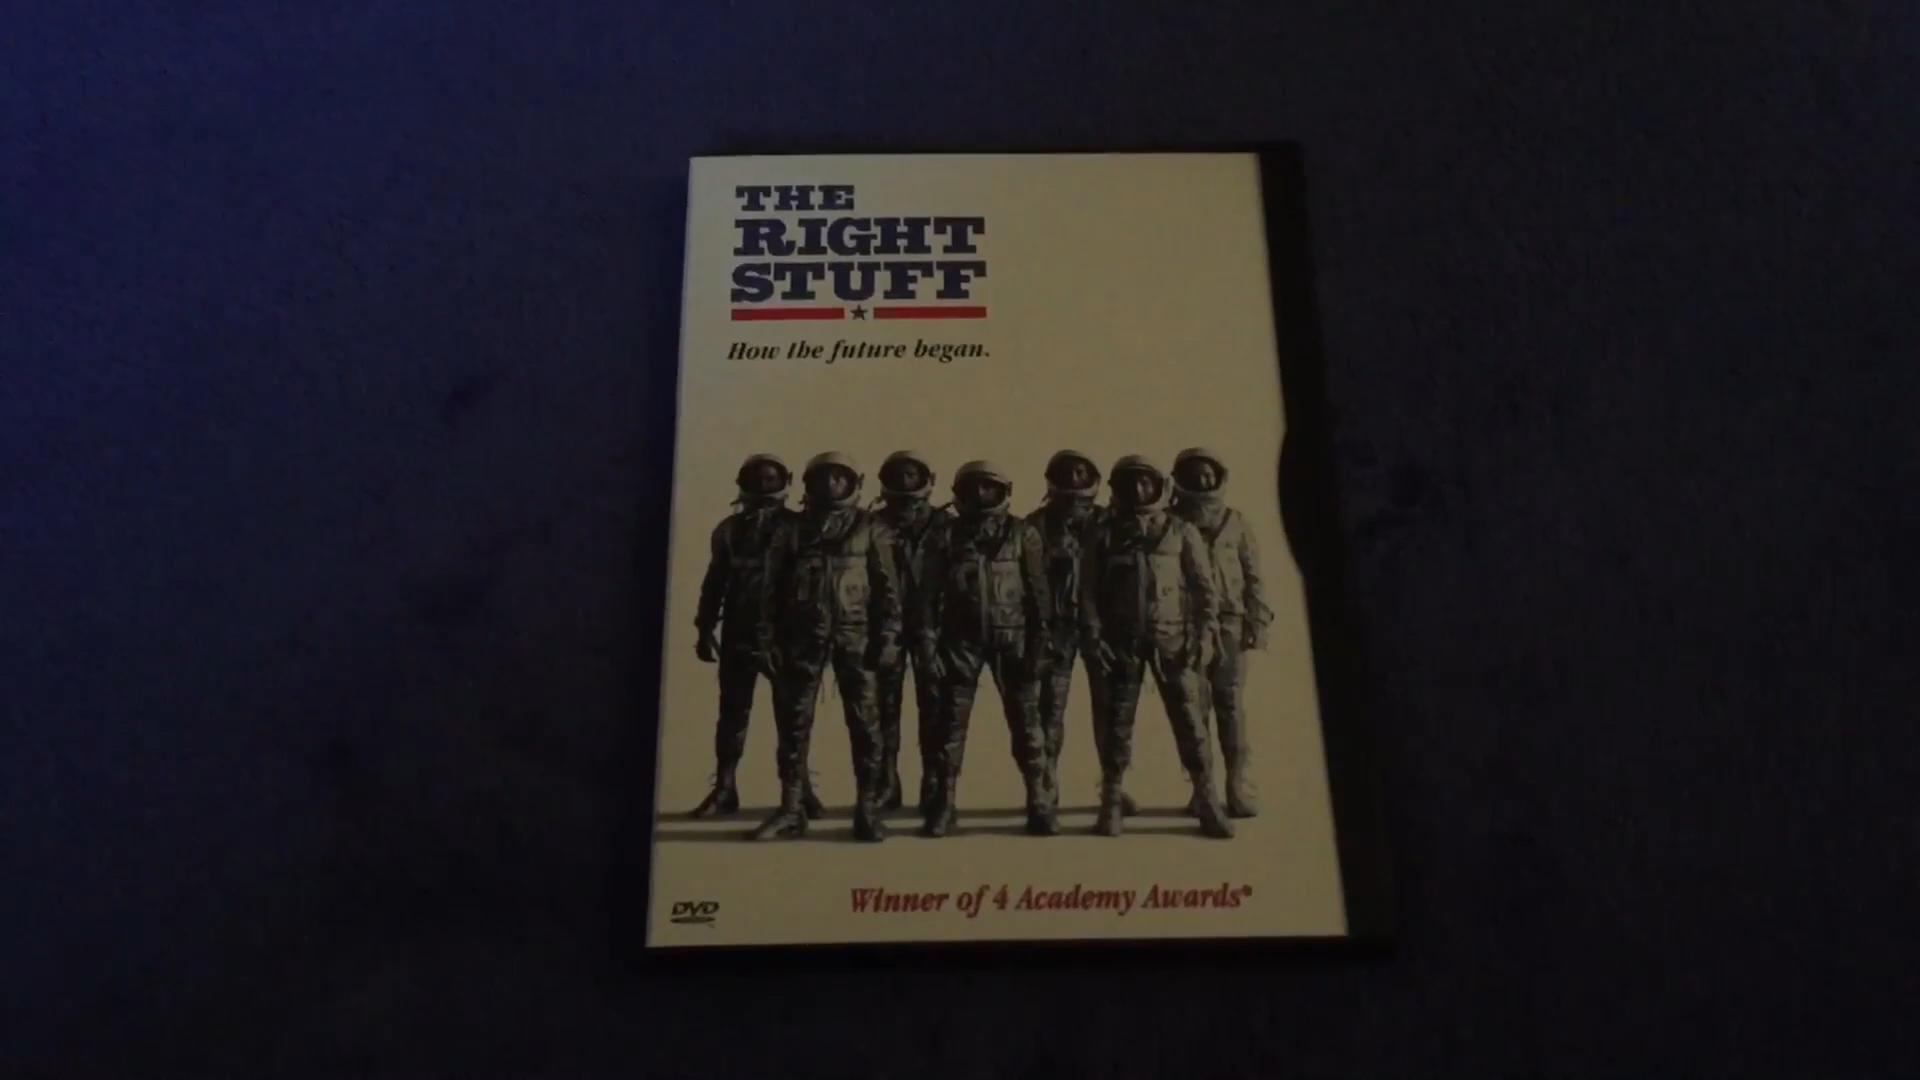 THE
RIGHT
STUFF
How the future began.
Winner of 4 Academy Awards®
DVD